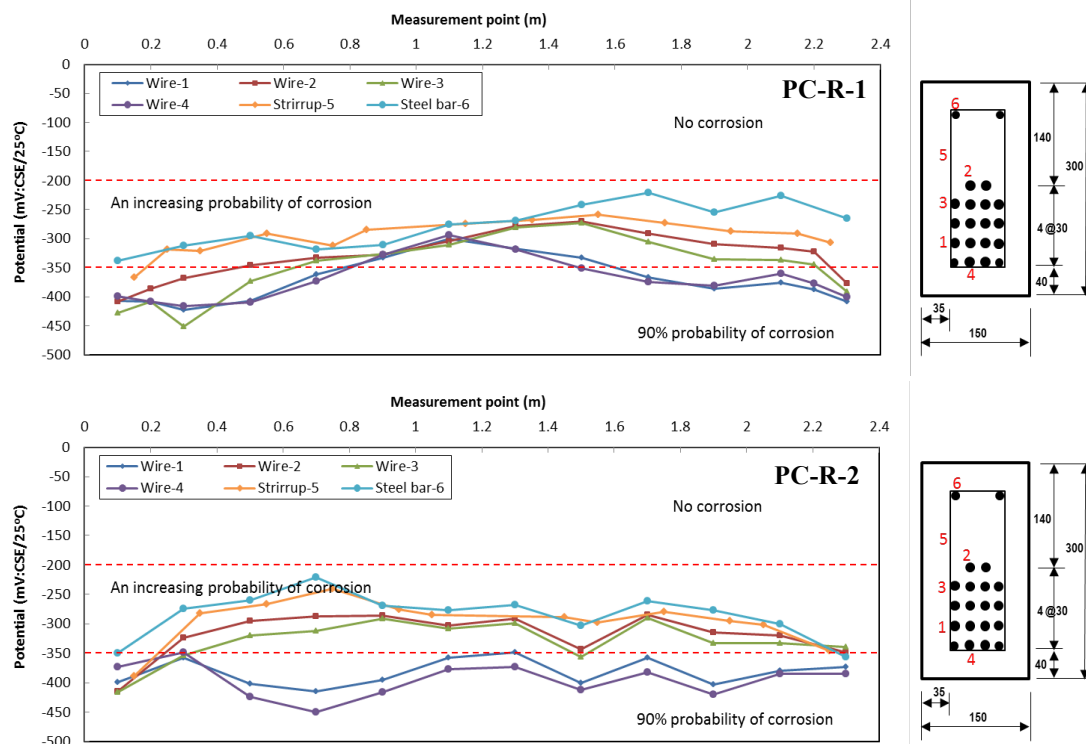 Measurement point (m)
0 0.2 0.4 0.6 0.8 1 1.2 1.4 1.6 1.8 2 2.2 2.4
Potential (mV:CSE/25°C)
0
-50
-100
-150
-200
-250
-300
-350
-400
-450
-500
Wire-1 Wire-2 Wire-3
Wire-4 Strirrup-5 Steel bar-6
PC-R-1
No corrosion
An increasing probability of corrosion
90% probability of corrosion
6
5
2
3
1
4
140
300
4@30
40
35
150
Measurement point (m)
0 0.2 0.4 0.6 0.8 1 1.2 1.4 1.6 1.8 2 2.2 2.4
Potential (mV:CSE/25°C)
0
-50
-100
-150
-200
-250
-300
-350
-400
-450
-500
Wire-1 Wire-2 Wire-3
Wire-4 Strirrup-5 Steel bar-6
PC-R-2
No corrosion
An increasing probability of corrosion
90% probability of corrosion
6
5
2
3
1
4
140
300
4@30
40
35
150